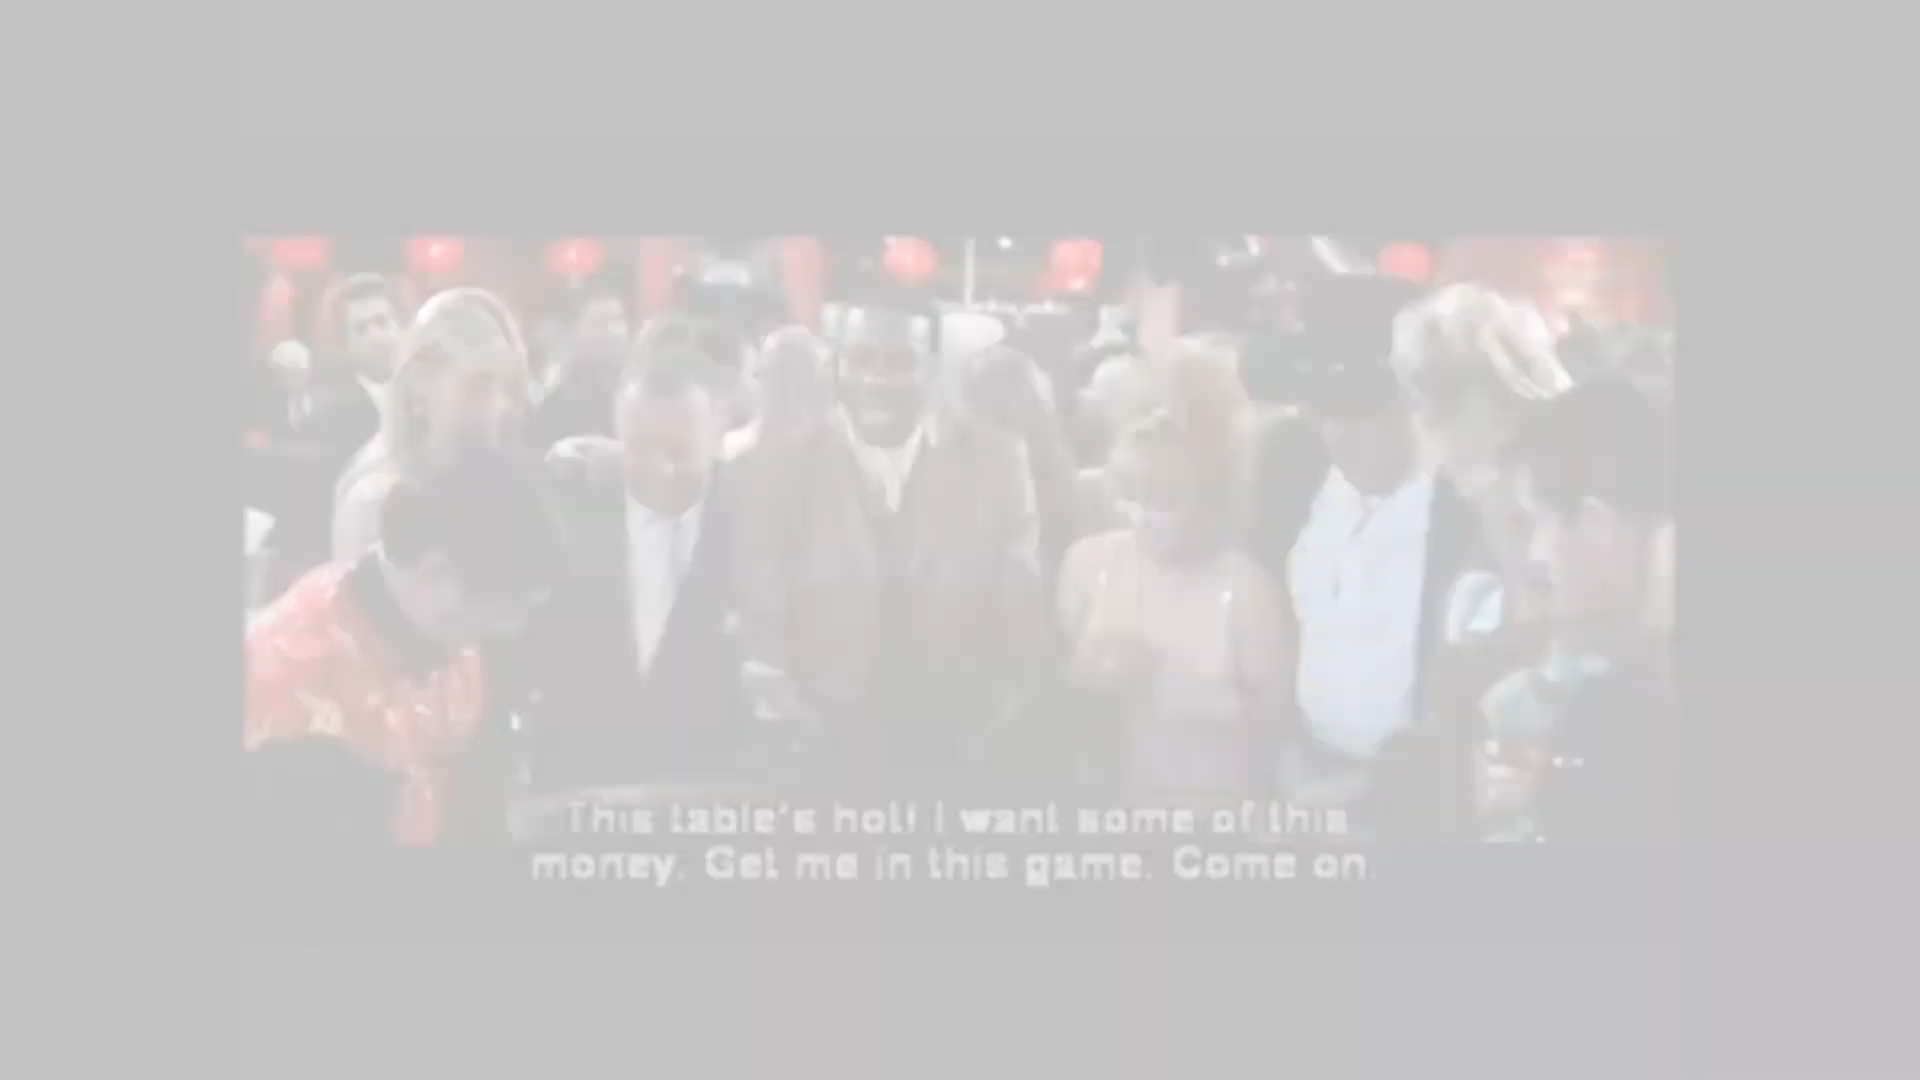 This table's hot! I want some of this
money. Get me in this game. Come on.